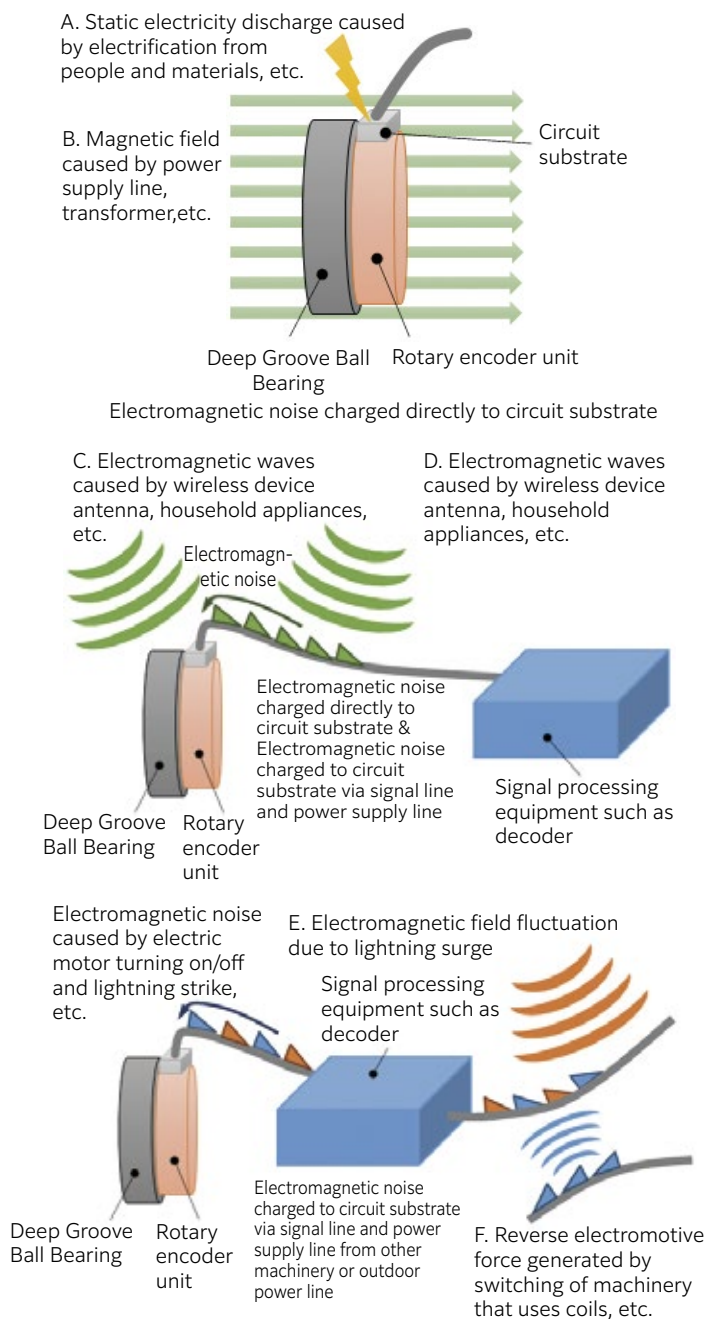 A. Static electricity discharge caused
by electrification from
people and materials, etc.
B. Magnetic field
caused by power
supply line,
transformer,etc.
Circuit
substrate
Deep Groove Ball
Bearing
Rotary encoder unit
Electromagnetic noise charged directly to circuit substrate
C. Electromagnetic waves
caused by wireless device
antenna, household appliances,
etc.
D. Electromagnetic waves
caused by wireless device
antenna, household
appliances, etc.
Electromagn-
etic noise
Electromagnetic noise
charged directly to
circuit substrate &
Electromagnetic noise
charged to circuit
substrate via signal line
and power supply line
Signal processing
equipment such as
decoder
Deep Groove
Ball Bearing
Rotary
encoder
unit
Electromagnetic noise
caused by electric
motor turning on/off
and lightning strike,
etc.
E. Electromagnetic field fluctuation
due to lightning surge
Signal processing
equipment such as
decoder
Deep Groove
Ball Bearing
Rotary
encoder
unit
Electromagnetic noise
charged to circuit substrate
via signal line and power
supply line from other
machinery or outdoor
power line
F. Reverse electromotive
force generated by
switching of machinery
that uses coils, etc.